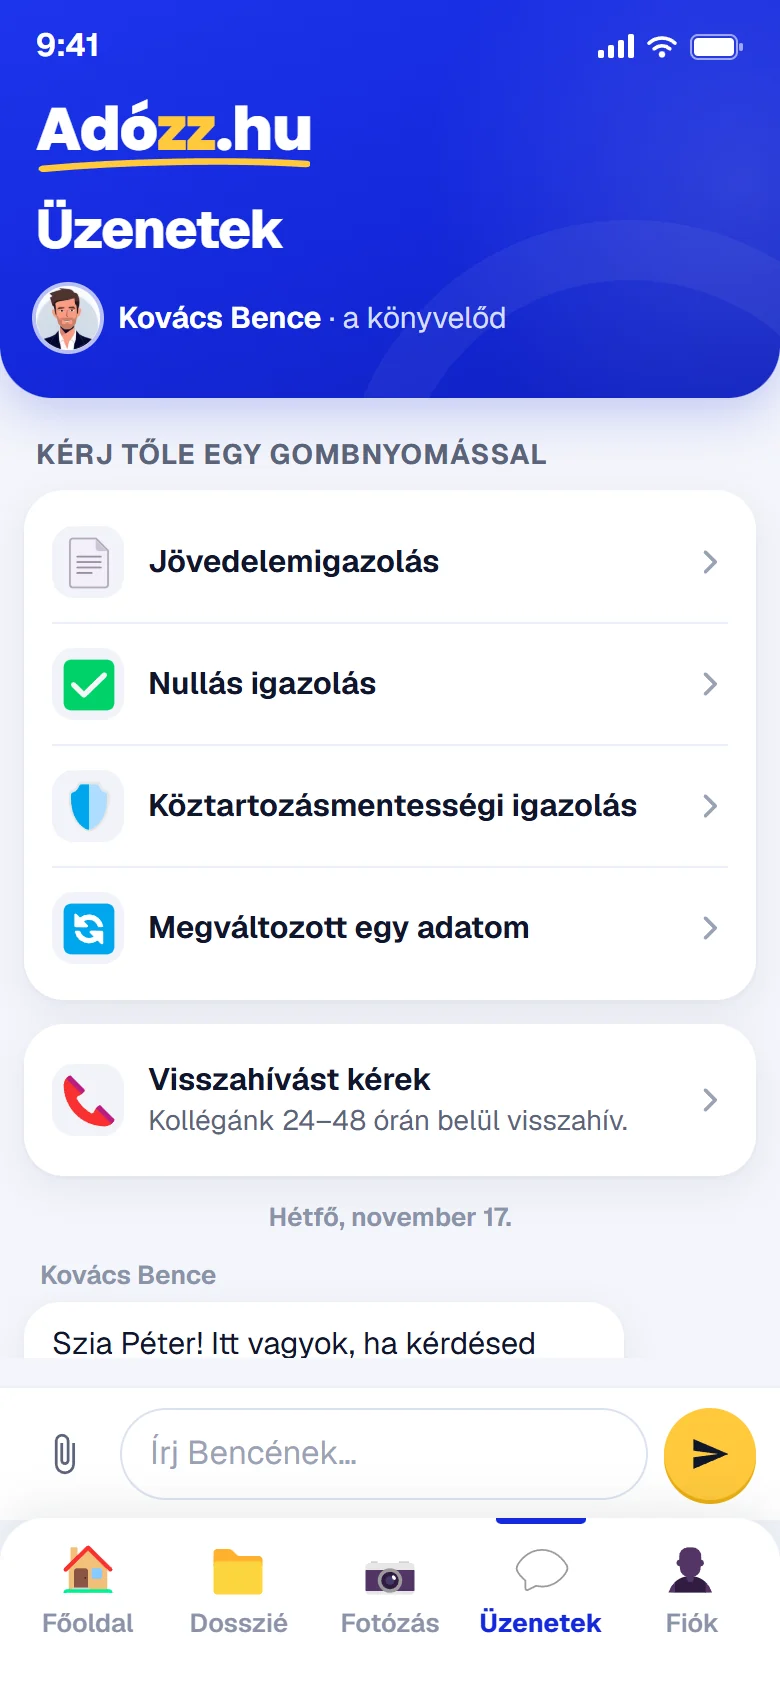 9:41
Adózz.hu
Üzenetek
Kovács Bence · a könyvelőd
KÉRJ TŐLE EGY GOMBNYOMÁSSAL
Jövedelemigazolás
Nullás igazolás
Köztartozásmentességi igazolás
Megváltozott egy adatom
Visszahívást kérek
Kollégánk 24–48 órán belül visszahív.
Hétfő, november 17.
Kovács Bence
Szia Péter! Itt vagyok, ha kérdésed
Írj Bencének…
Főoldal Dosszié Fotózás Üzenetek Fiók